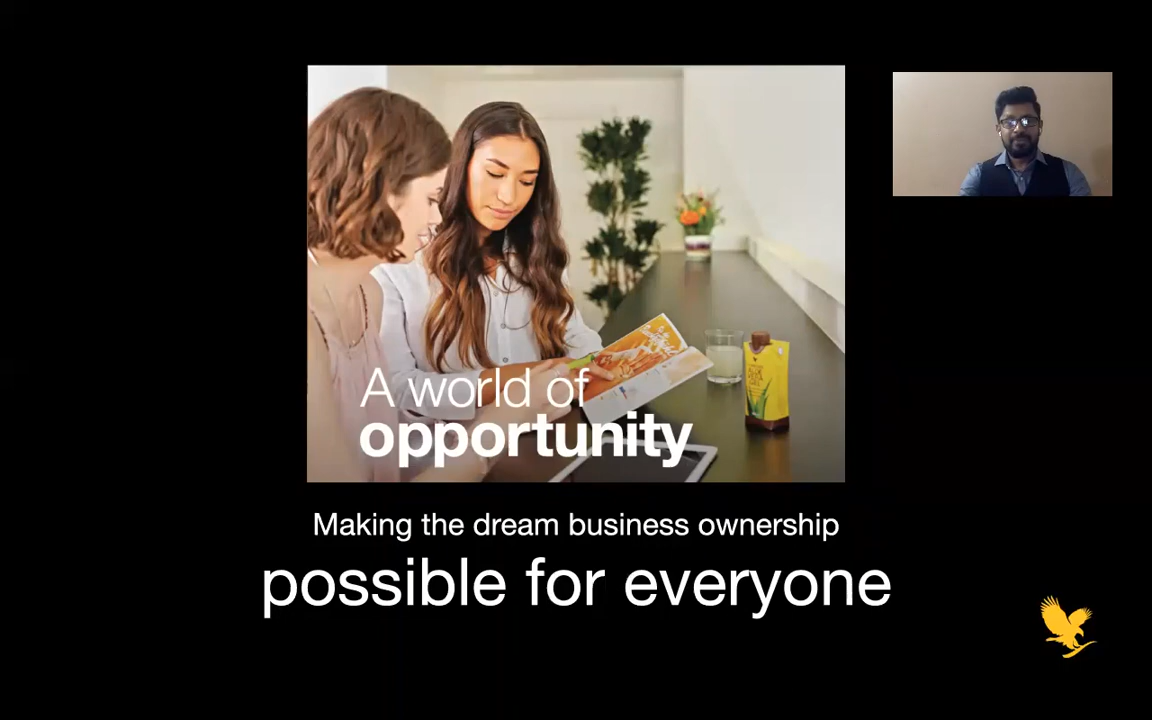 A world of
opportunity
Making the dream business ownership
possible for everyone